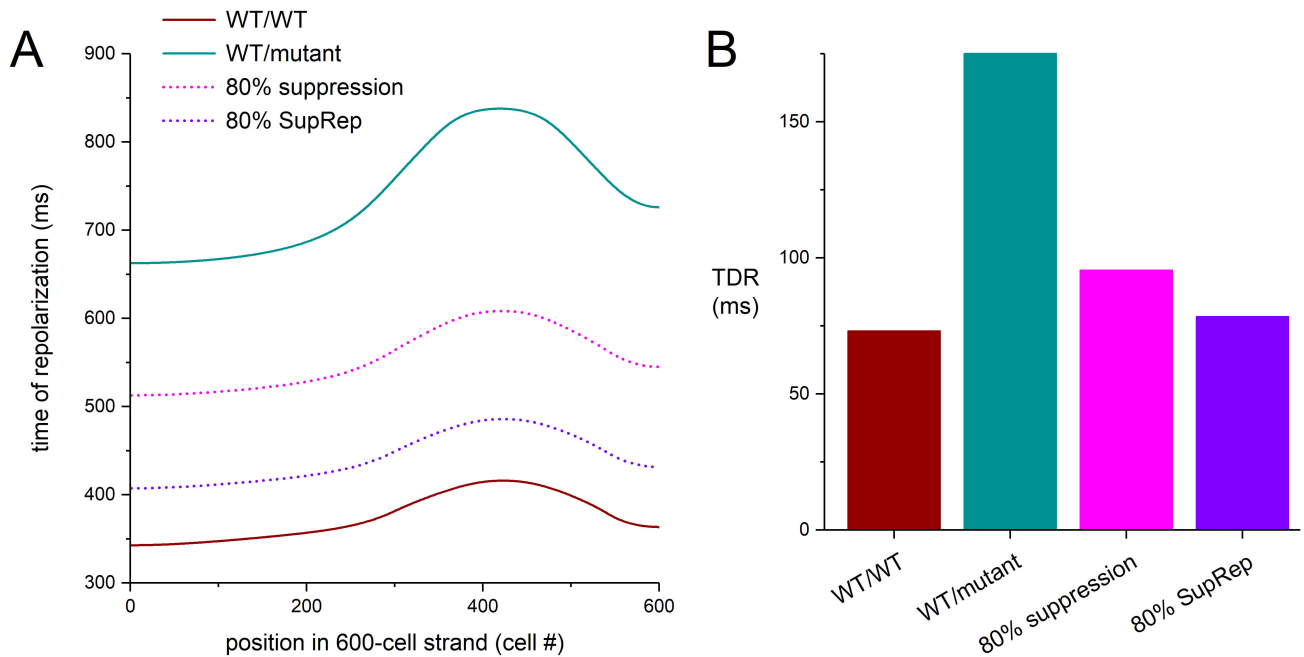 A
WT/WT
WT/mutant
80% suppression
80% SupRep
900
800
700
600
500
400
300
time of repolarization (ms)
0
200
400
600
position in 600-cell strand (cell #)
B
150
100
50
0
TDR
(ms)
WT/WT
WT/mutant
80% suppression
80% SupRep